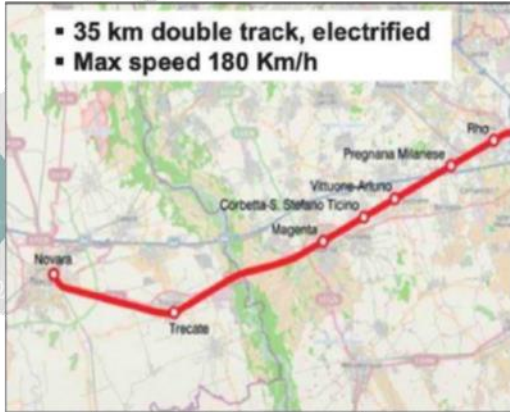 ▪ 35 km double track, electrified
▪ Max speed 180 Km/h
Rho
Pregnana Milanese
Vittuone-Arluno
Corbetta-S. Stefano Ticino
Magenta
Novara
Trecate